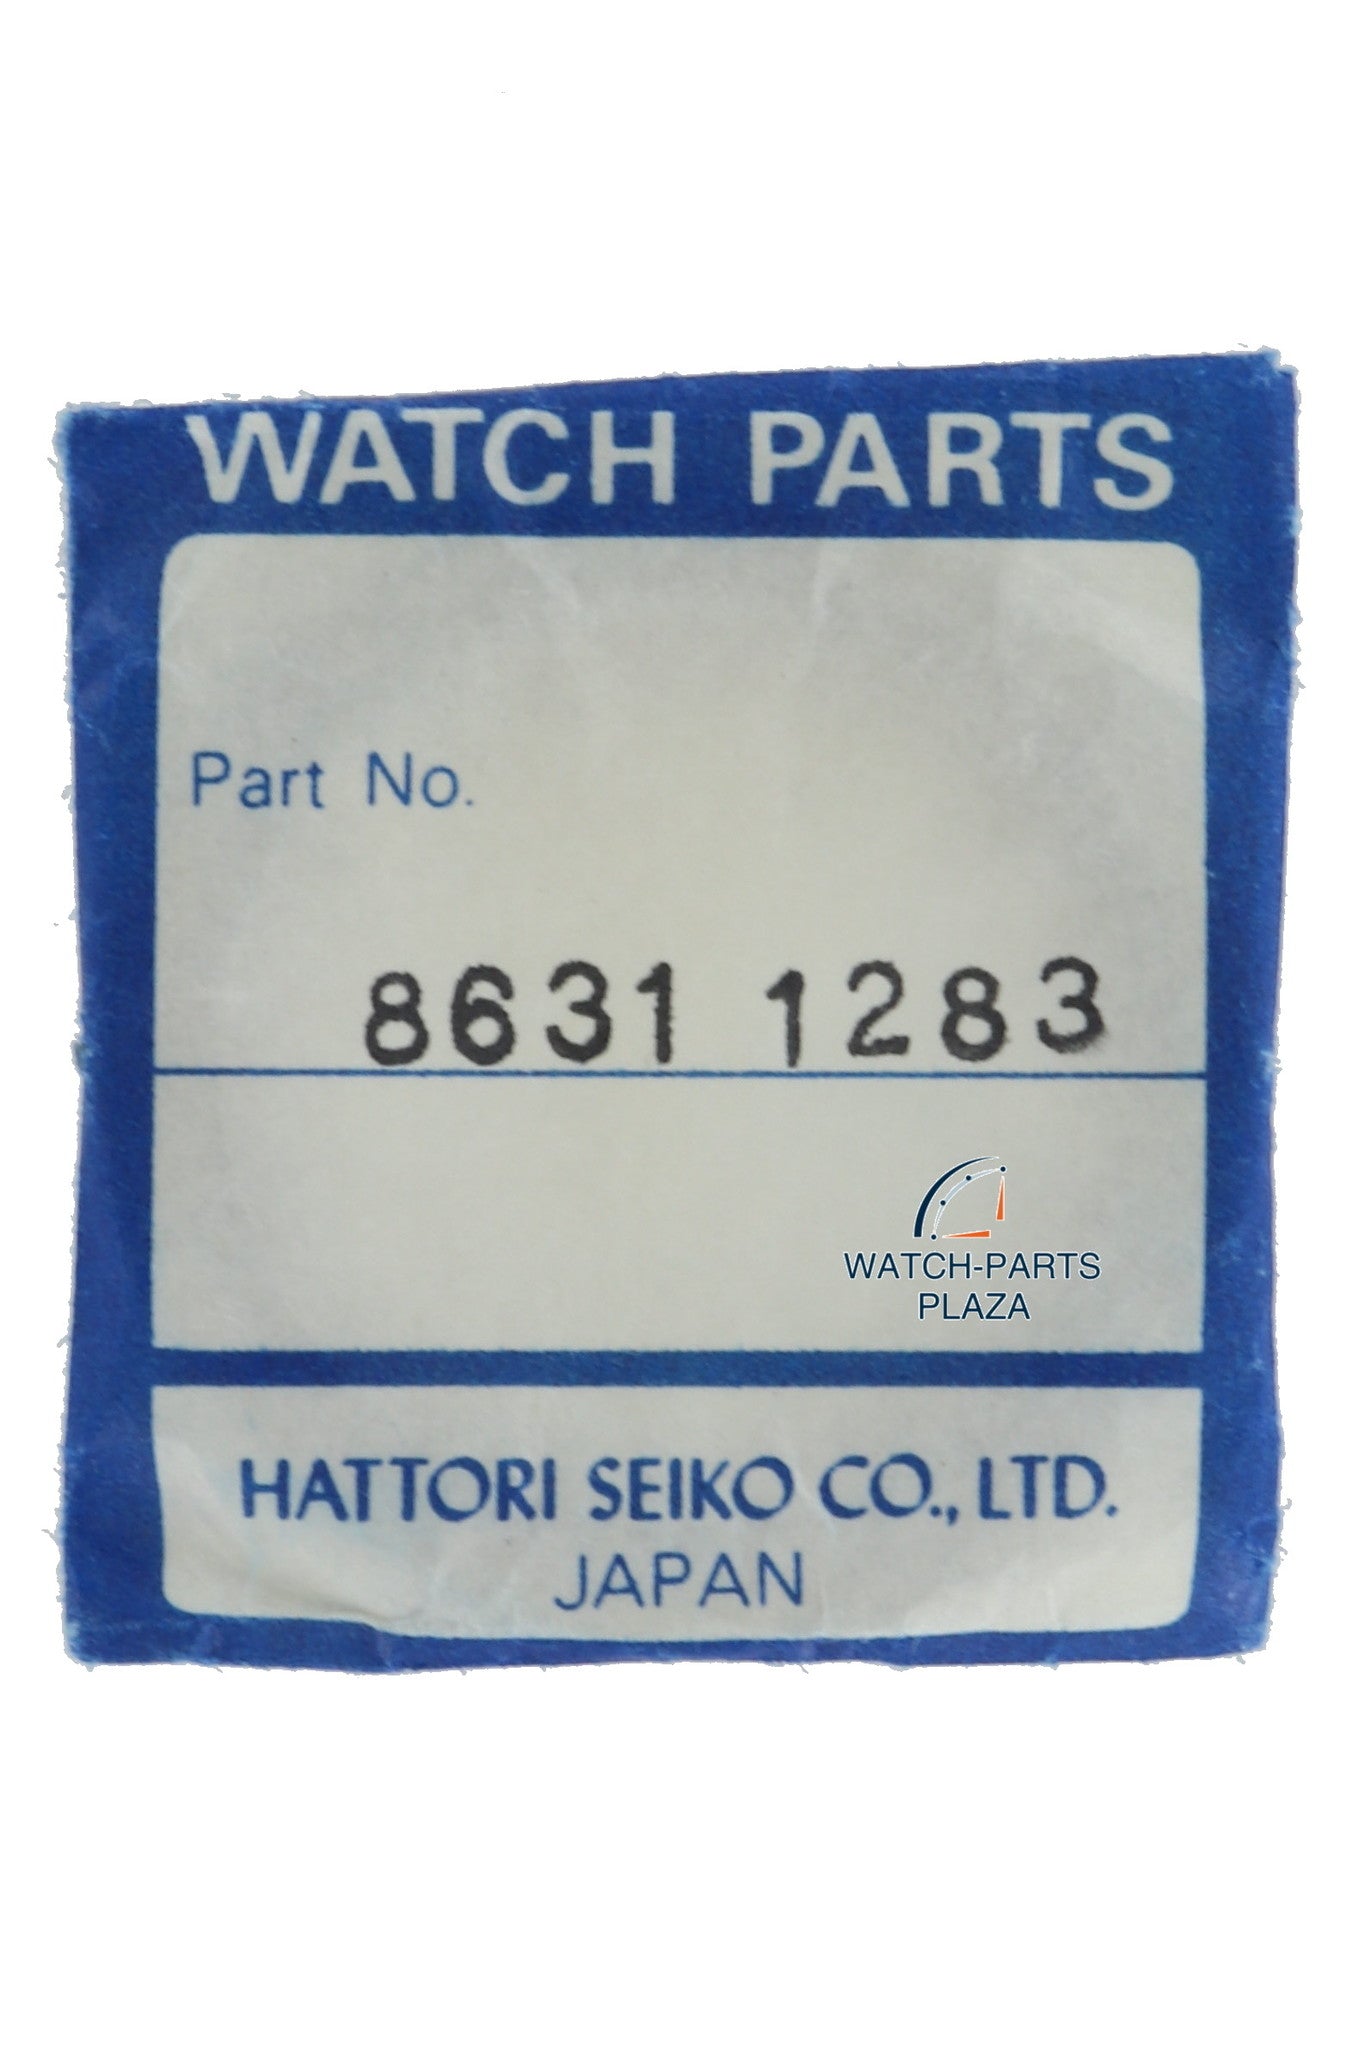 WATCH PARTS
Part No.
8631 1283
WATCH-PARTS
PLAZA
HATTORI SEIKO CO., LTD.
JAPAN